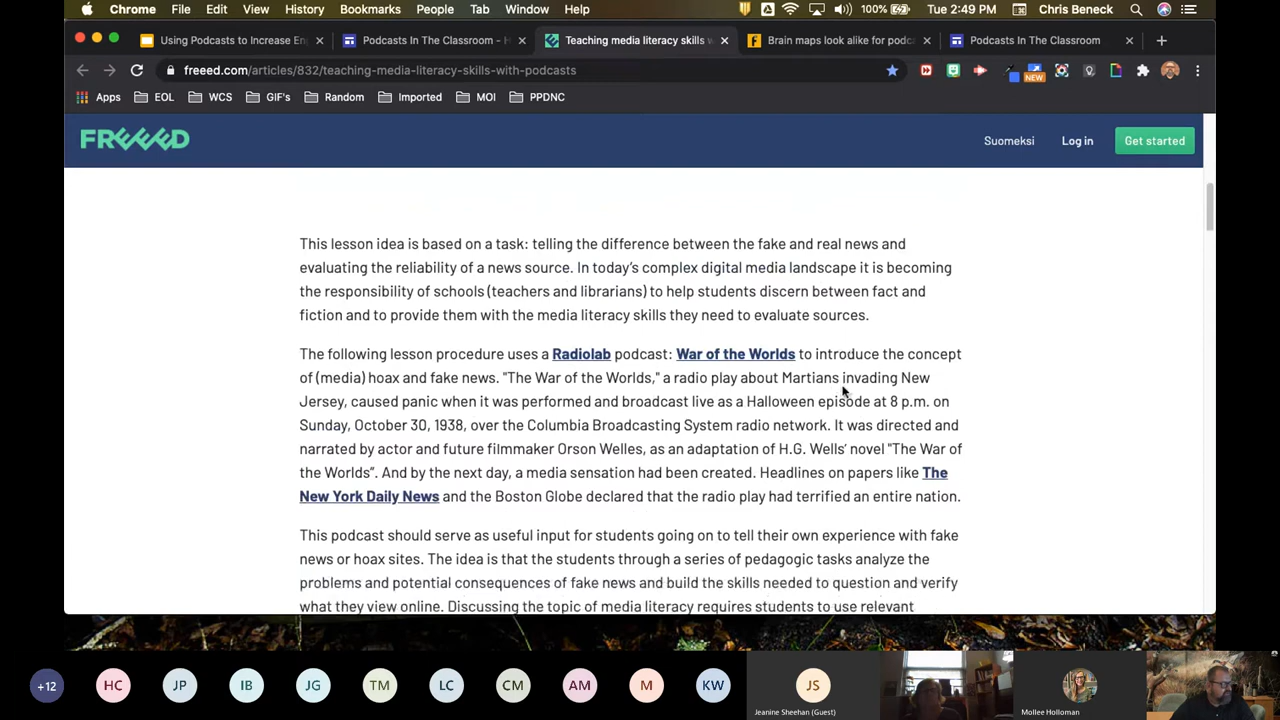 Chrome File Edit View History Bookmarks People Tab Window Help 100% Tue 2:49 PM Chris Beneck
Using Podcasts to Increase En Podcasts In The Classroom - H Teaching media literacy skills w Brain maps look alike for podca Podcasts In The Classroom
freeed.com/articles/832/teaching-media-literacy-skills-with-podcasts NEW
Apps EOL WCS GIF's Random Imported MOI PPDNC
FREEED Suomeksi Log in Get started
This lesson idea is based on a task: telling the difference between the fake and real news and
evaluating the reliability of a news source. In today's complex digital media landscape it is becoming
the responsibility of schools (teachers and librarians) to help students discern between fact and
fiction and to provide them with the media literacy skills they need to evaluate sources.
The following lesson procedure uses a Radiolab podcast: War of the Worlds to introduce the concept
of (media) hoax and fake news. "The War of the Worlds," a radio play about Martians invading New
Jersey, caused panic when it was performed and broadcast live as a Halloween episode at 8 p.m. on
Sunday, October 30, 1938, over the Columbia Broadcasting System radio network. It was directed and
narrated by actor and future filmmaker Orson Welles, as an adaptation of H.G. Wells' novel "The War of
the Worlds". And by the next day, a media sensation had been created. Headlines on papers like The
New York Daily News and the Boston Globe declared that the radio play had terrified an entire nation.
This podcast should serve as useful input for students going on to tell their own experience with fake
news or hoax sites. The idea is that the students through a series of pedagogic tasks analyze the
problems and potential consequences of fake news and build the skills needed to question and verify
what they view online. Discussing the topic of media literacy requires students to use relevant
+12 HC JP IB JG TM LC CM AM M KW JS
Jeanine Sheehan (Guest) Mollee Holloman